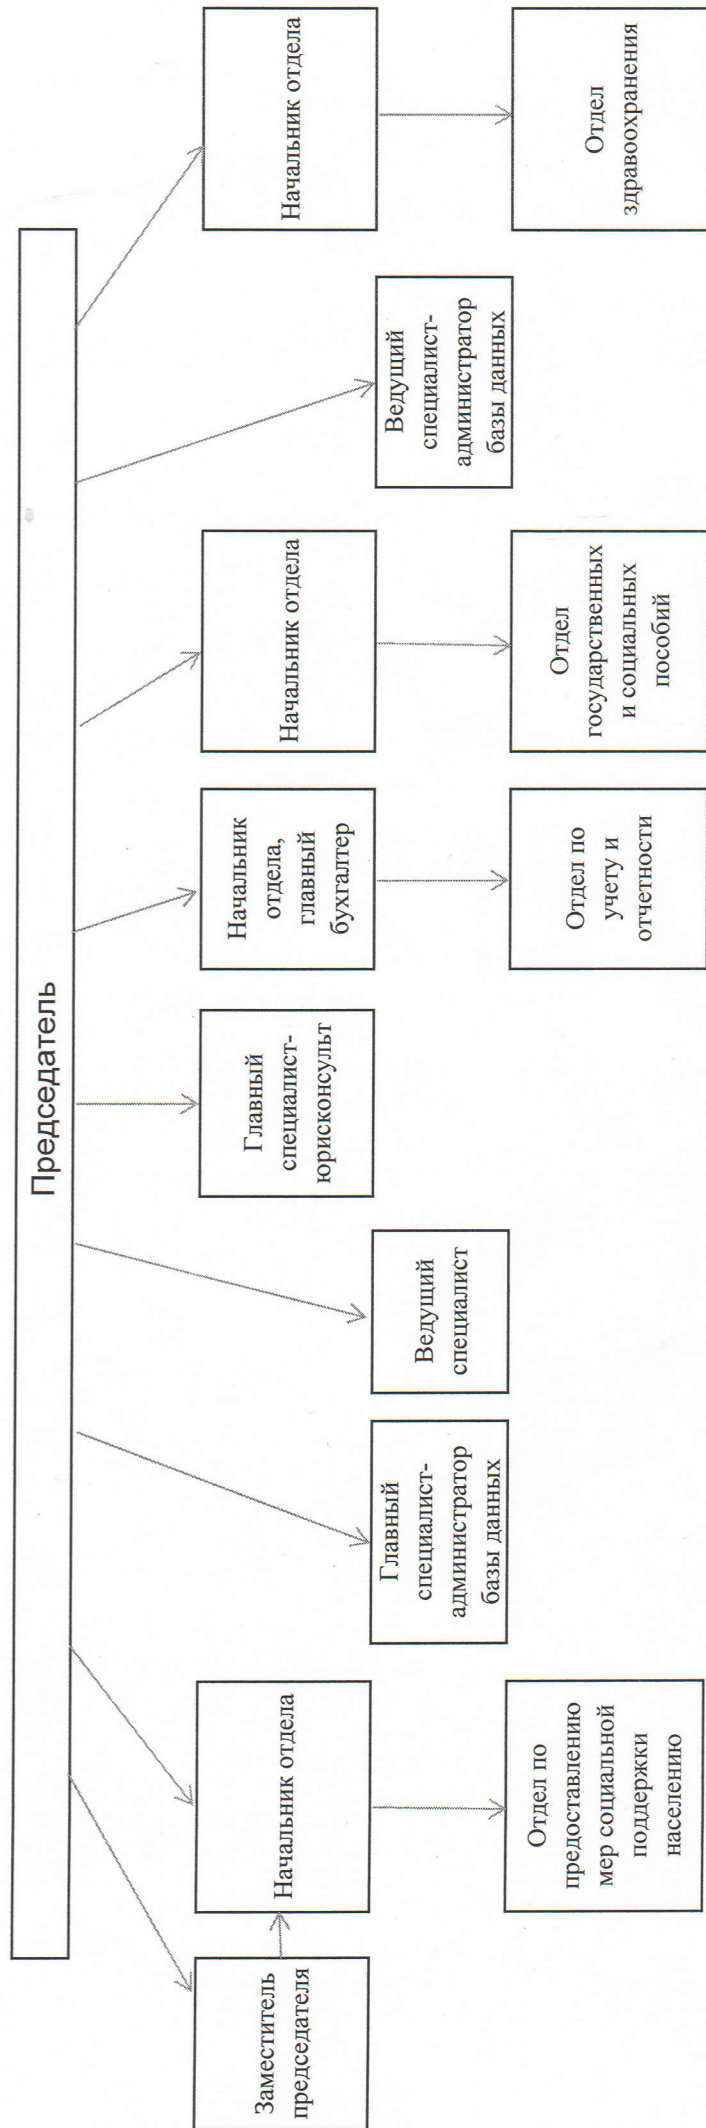 Председатель
Заместитель
председателя
Начальник отдела
Отдел по
предоставлению
мер социальной
поддержки
населению
Главный
специалист-
администратор
базы данных
Ведущий
специалист
Главный
специалист-
юрисконсульт
Начальник
отдела,
главный
бухгалтер
Отдел по
учету и
отчетности
Начальник отдела
Отдел
государственных
и социальных
пособий
Ведущий
специалист-
администратор
базы данных
Начальник отдела
Отдел
здравоохранения